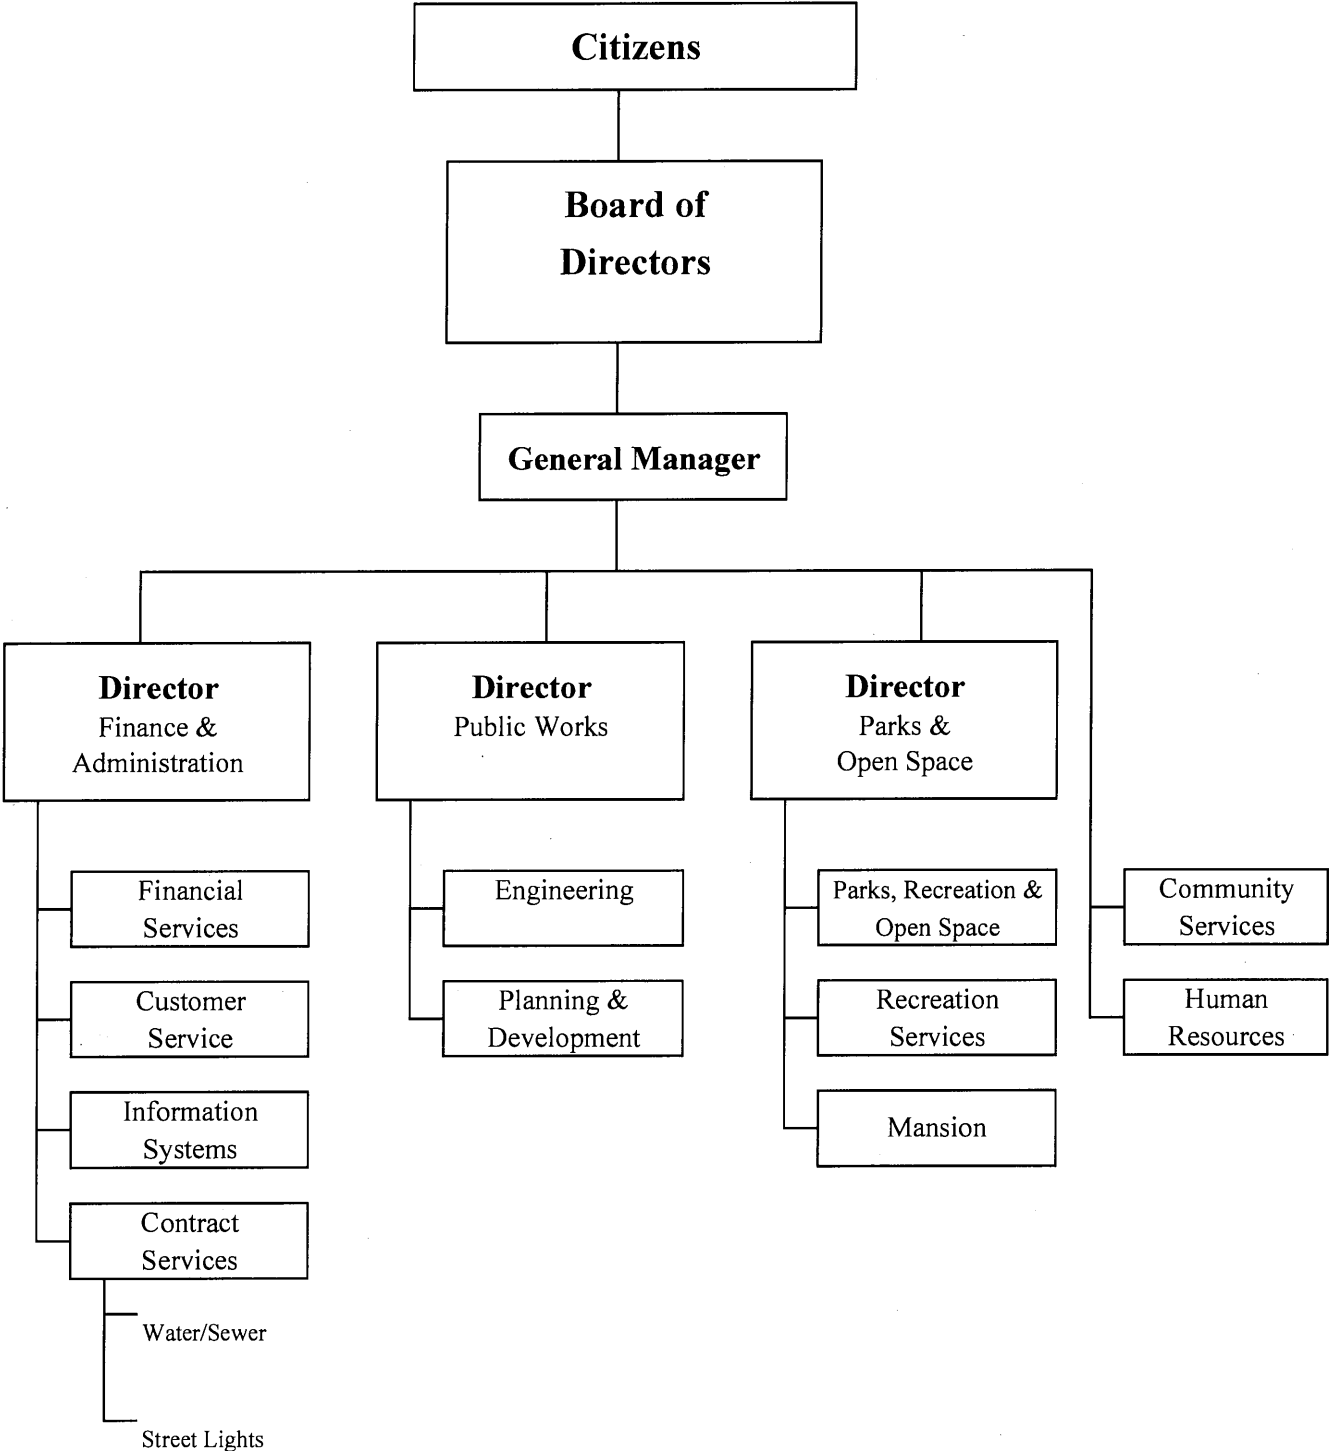 Citizens
Board of
Directors
General Manager
Director
Finance &
Administration
Director
Public Works
Director
Parks &
Open Space
Financial
Services
Customer
Service
Information
Systems
Contract
Services
Water/Sewer
Street Lights
Engineering
Planning &
Development
Parks, Recreation &
Open Space
Recreation
Services
Mansion
Community
Services
Human
Resources